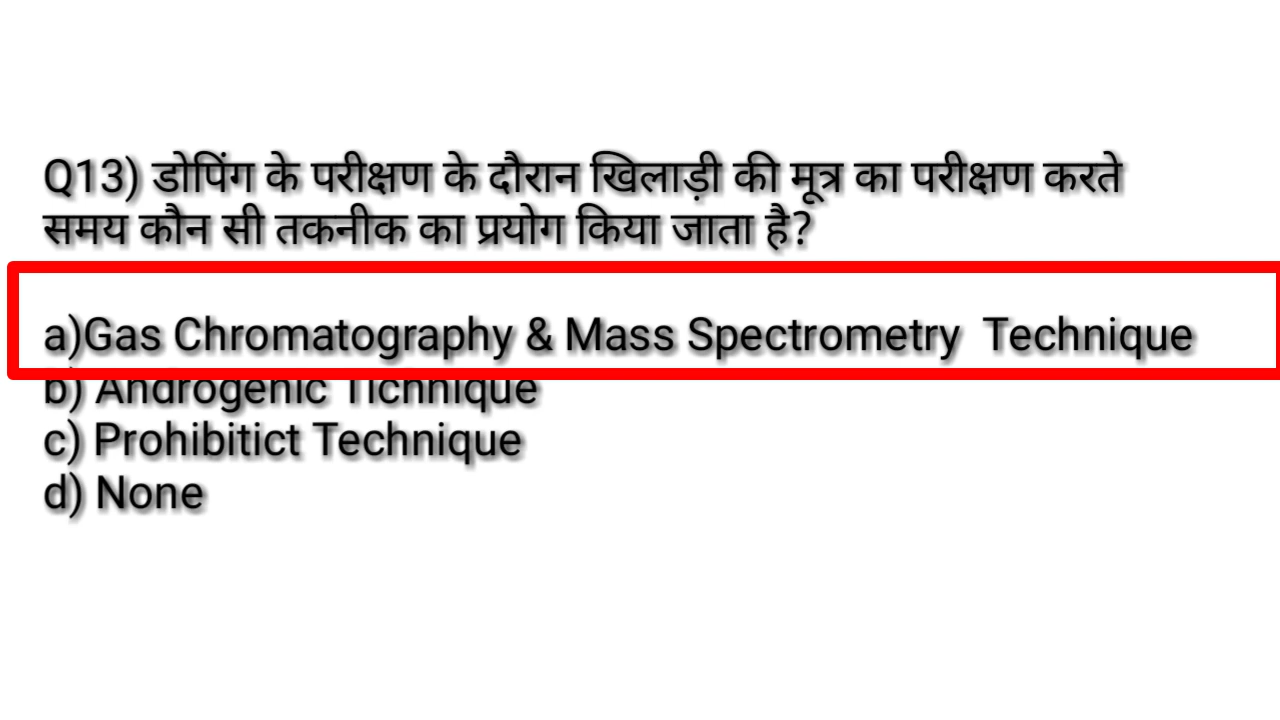 Q13) डोपिंग के परीक्षण के दौरान खिलाड़ी की मूत्र का परीक्षण करते
समय कौन सी तकनीक का प्रयोग किया जाता है?
a)Gas Chromatography & Mass Spectrometry Technique
b) Androgenic Tichnique
c) Prohibitict Technique
d) None